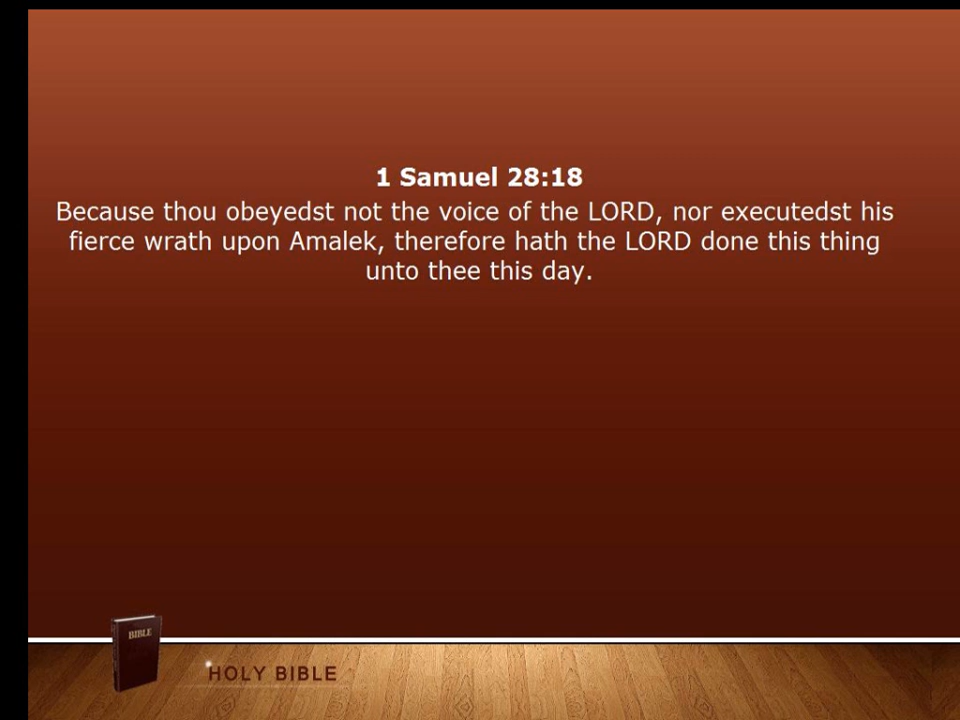 1 Samuel 28:18
Because thou obeyedst not the voice of the LORD, nor executedst his
fierce wrath upon Amalek, therefore hath the LORD done this thing
unto thee this day.
BIBLE
HOLY BIBLE